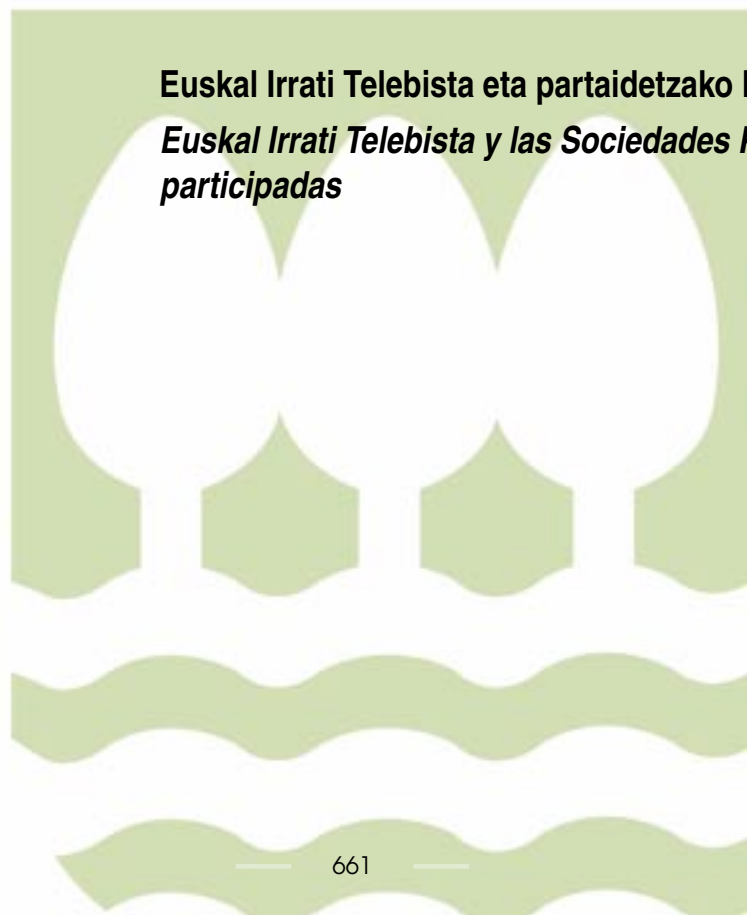 Euskal Irrati Telebista eta partaidetzako
Euskal Irrati Telebista y las Sociedades
participadas
661